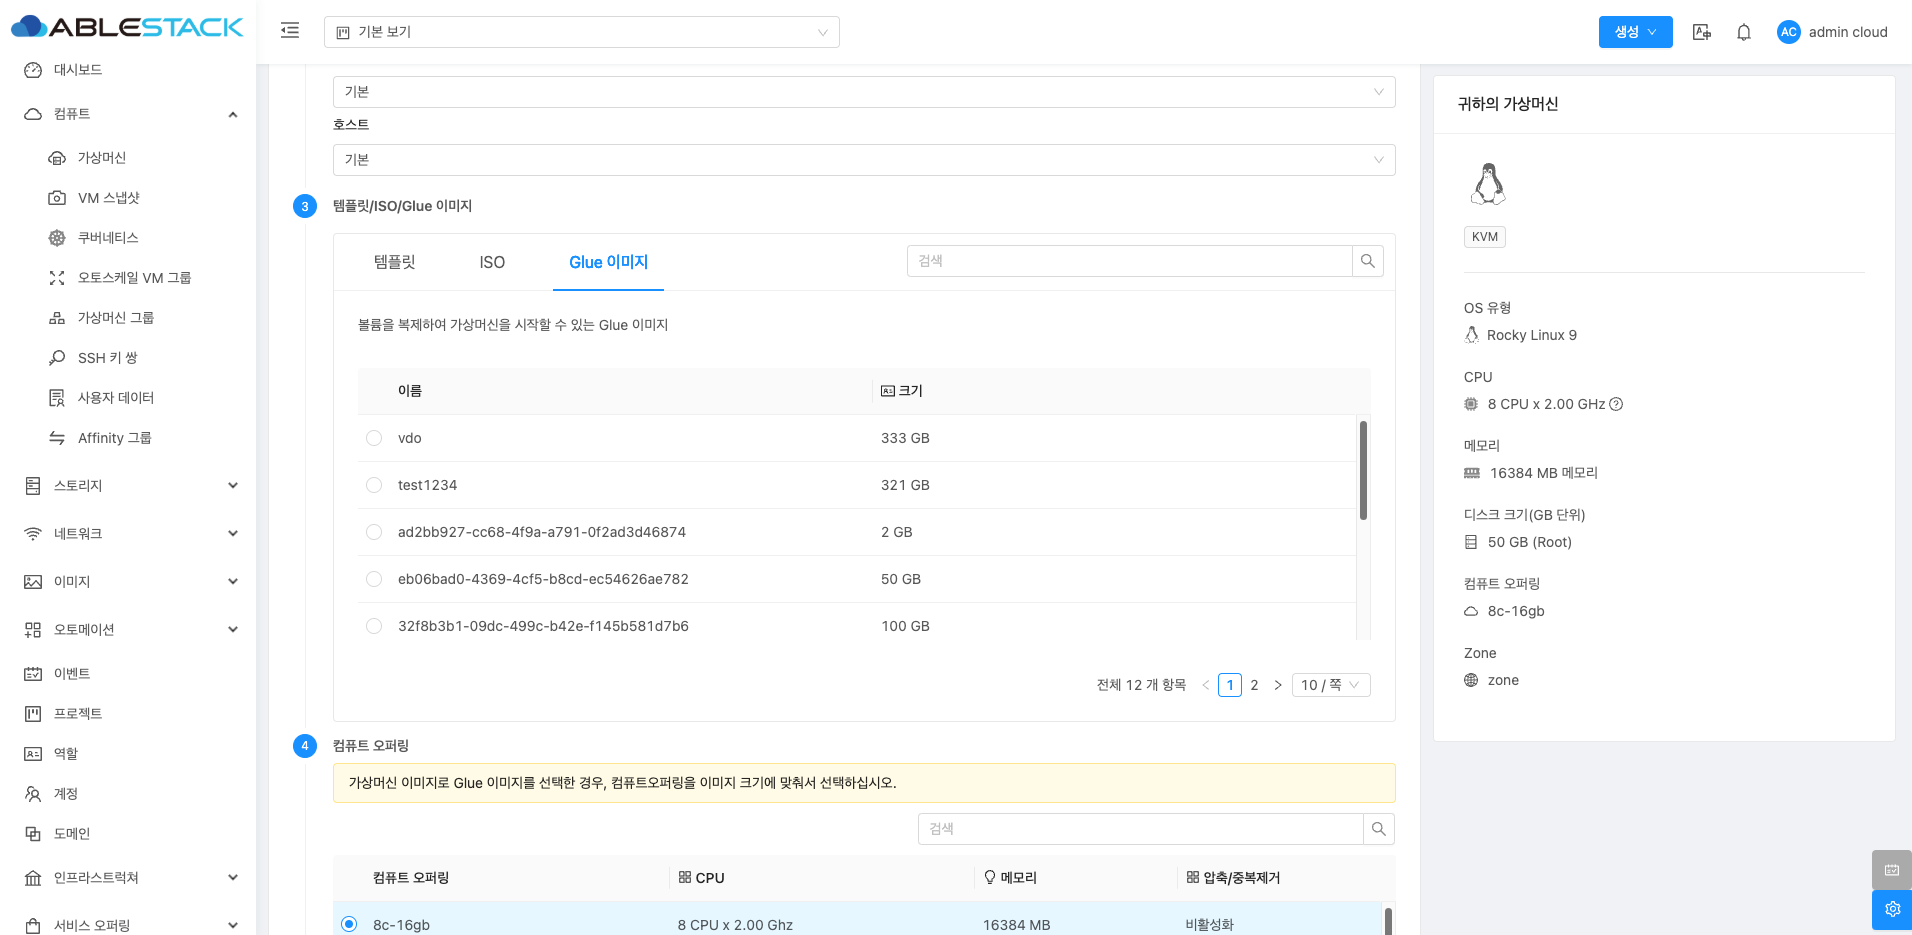 ABLESTACK
기본 보기
생성
AC admin cloud
대시보드
컴퓨트
가상머신
VM 스냅샷
쿠버네티스
오토스케일 VM 그룹
가상머신 그룹
SSH 키 쌍
사용자 데이터
Affinity 그룹
스토리지
네트워크
이미지
오토메이션
이벤트
프로젝트
역할
계정
도메인
인프라스트럭쳐
서비스 오퍼링
기본
호스트
기본
3 템플릿/ISO/Glue 이미지
템플릿 ISO Glue 이미지 검색
볼륨을 복제하여 가상머신을 시작할 수 있는 Glue 이미지
이름 크기
vdo 333 GB
test1234 321 GB
ad2bb927-cc68-4f9a-a791-0f2ad3d46874 2 GB
eb06bad0-4369-4cf5-b8cd-ec54626ae782 50 GB
32f8b3b1-09dc-499c-b42e-f145b581d7b6 100 GB
전체 12 개 항목 < 1 2 > 10 / 쪽
4 컴퓨트 오퍼링
가상머신 이미지로 Glue 이미지를 선택한 경우, 컴퓨트오퍼링을 이미지 크기에 맞춰서 선택하십시오.
검색
컴퓨트 오퍼링 CPU 메모리 압축/중복제거
8c-16gb 8 CPU x 2.00 Ghz 16384 MB 비활성화
귀하의 가상머신
KVM
OS 유형
Rocky Linux 9
CPU
8 CPU x 2.00 GHz
메모리
16384 MB 메모리
디스크 크기(GB 단위)
50 GB (Root)
컴퓨트 오퍼링
8c-16gb
Zone
zone